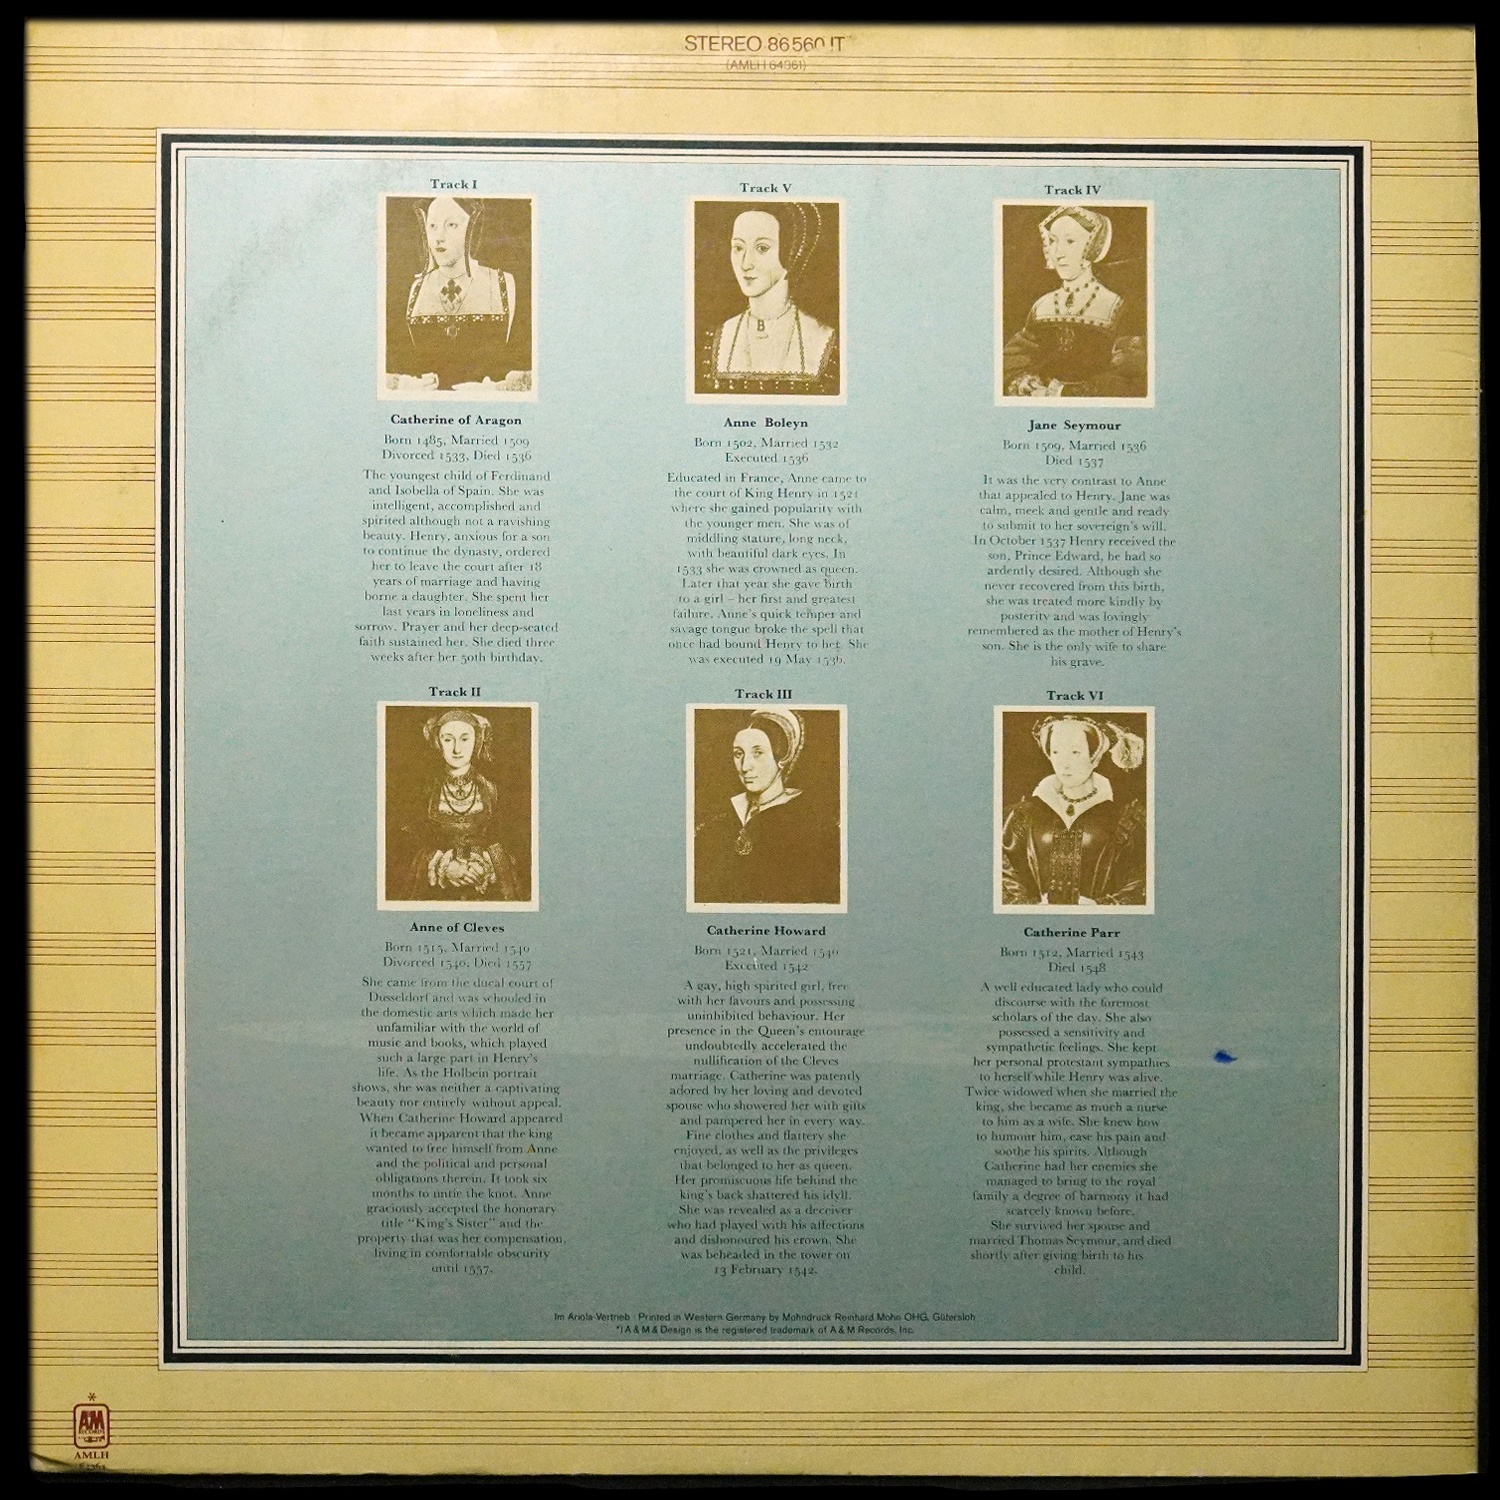 STEREO 86560 IT
(AMLH 64361)
Track I
Catherine of Aragon
Born 1485, Married 1509
Divorced 1533, Died 1536
The youngest child of Ferdinand
and Isobella of Spain. She was
intelligent, accomplished and
spirited although not a ravishing
beauty. Henry, anxious for a son
to continue the dynasty, ordered
her to leave the court after 18
years of marriage and having
borne a daughter. She spent her
last years in loneliness and
sorrow. Prayer and her deep-seated
faith sustained her. She died three
weeks after her 50th birthday.
Track V
B
Anne Boleyn
Born 1502, Married 1532
Executed 1536
Educated in France, Anne came to
the court of King Henry in 1521
where she gained popularity with
the younger men. She was of
middling stature, long neck,
with beautiful dark eyes. In
1533 she was crowned as queen.
Later that year she gave birth
to a girl – her first and greatest
failure. Anne's quick temper and
savage tongue broke the spell that
once had bound Henry to her. She
was executed 19 May 1536.
Track IV
Jane Seymour
Born 1509, Married 1536
Died 1537
It was the very contrast to Anne
that appealed to Henry. Jane was
calm, meek and gentle and ready
to submit to her sovereign's will.
In October 1537 Henry received the
son, Prince Edward, he had so
ardently desired. Although she
never recovered from this birth,
she was treated more kindly by
posterity and was lovingly
remembered as the mother of Henry's
son. She is the only wife to share
his grave.
Track II
Anne of Cleves
Born 1515, Married 1540
Divorced 1540, Died 1557
She came from the ducal court of
Dusseldorf and was schooled in
the domestic arts which made her
unfamiliar with the world of
music and books, which played
such a large part in Henry's
life. As the Holbein portrait
shows, she was neither a captivating
beauty nor entirely without appeal.
When Catherine Howard appeared
it became apparent that the king
wanted to free himself from Anne
and the political and personal
obligations therein. It took six
months to untie the knot. Anne
graciously accepted the honorary
title "King's Sister" and the
property that was her compensation,
living in comfortable obscurity
until 1557.
Track III
Catherine Howard
Born 1521, Married 1540
Executed 1542
A gay, high spirited girl, free
with her favours and possessing
uninhibited behaviour. Her
presence in the Queen's entourage
undoubtedly accelerated the
nullification of the Cleves
marriage. Catherine was patently
adored by her loving and devoted
spouse who showered her with gifts
and pampered her in every way.
Fine clothes and flattery she
enjoyed, as well as the privileges
that belonged to her as queen.
Her promiscuous life behind the
king's back shattered his idyll.
She was revealed as a deceiver
who had played with his affections
and dishonoured his crown. She
was beheaded in the tower on
13 February 1542.
Track VI
Catherine Parr
Born 1512, Married 1543
Died 1548
A well educated lady who could
discourse with the foremost
scholars of the day. She also
possessed a sensitivity and
sympathetic feelings. She kept
her personal protestant sympathies
to herself while Henry was alive.
Twice widowed when she married the
king, she became as much a nurse
to him as a wife. She knew how
to humour him, ease his pain and
soothe his spirits. Although
Catherine had her enemies she
managed to bring to the royal
family a degree of harmony it had
scarcely known before.
She survived her spouse and
married Thomas Seymour, and died
shortly after giving birth to his
child.
Im Ariola-Vertrieb · Printed in Western Germany by Mohndruck Reinhard Mohn OHG, Gütersloh
*) A & M & Design is the registered trademark of A & M Records, Inc.
*
A&M
RECORDS
AMLH